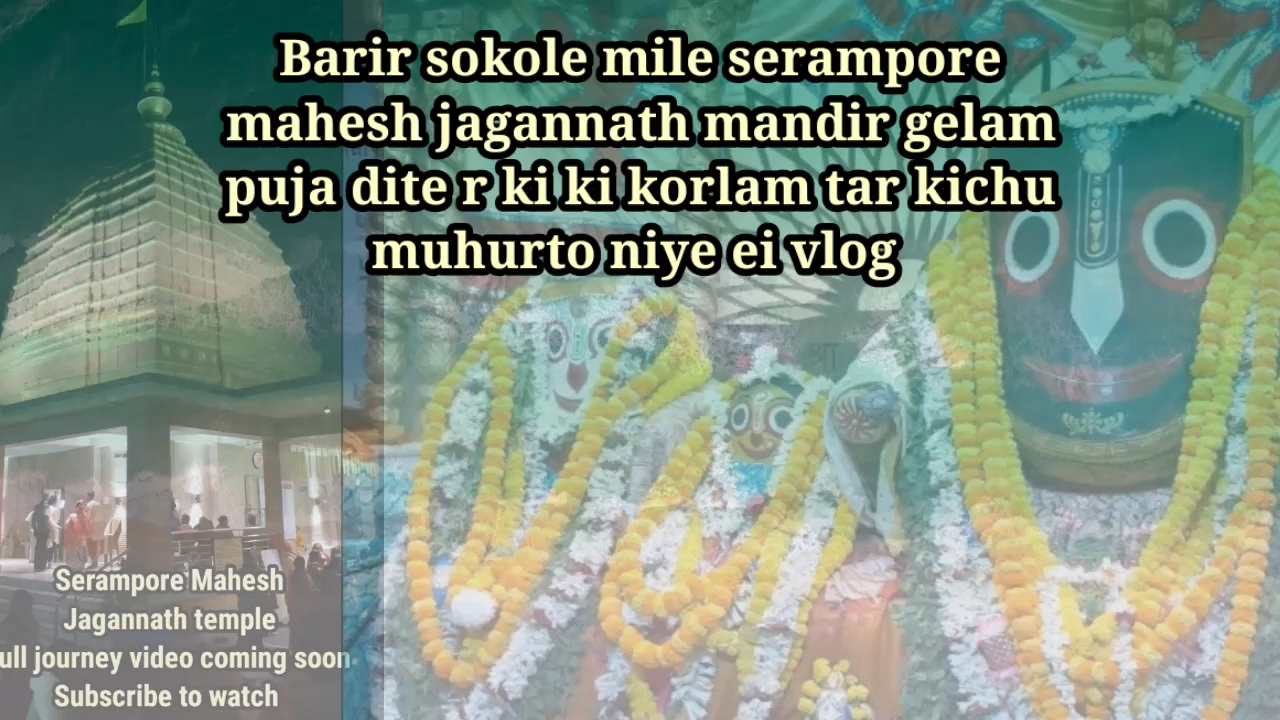 Barir sokole mile serampore
mahesh jagannath mandir gelam
puja dite r ki ki korlam tar kichu
muhurto niye ei vlog
Serampore Mahesh
Jagannath temple
ull journey video coming soon
Subscribe to watch